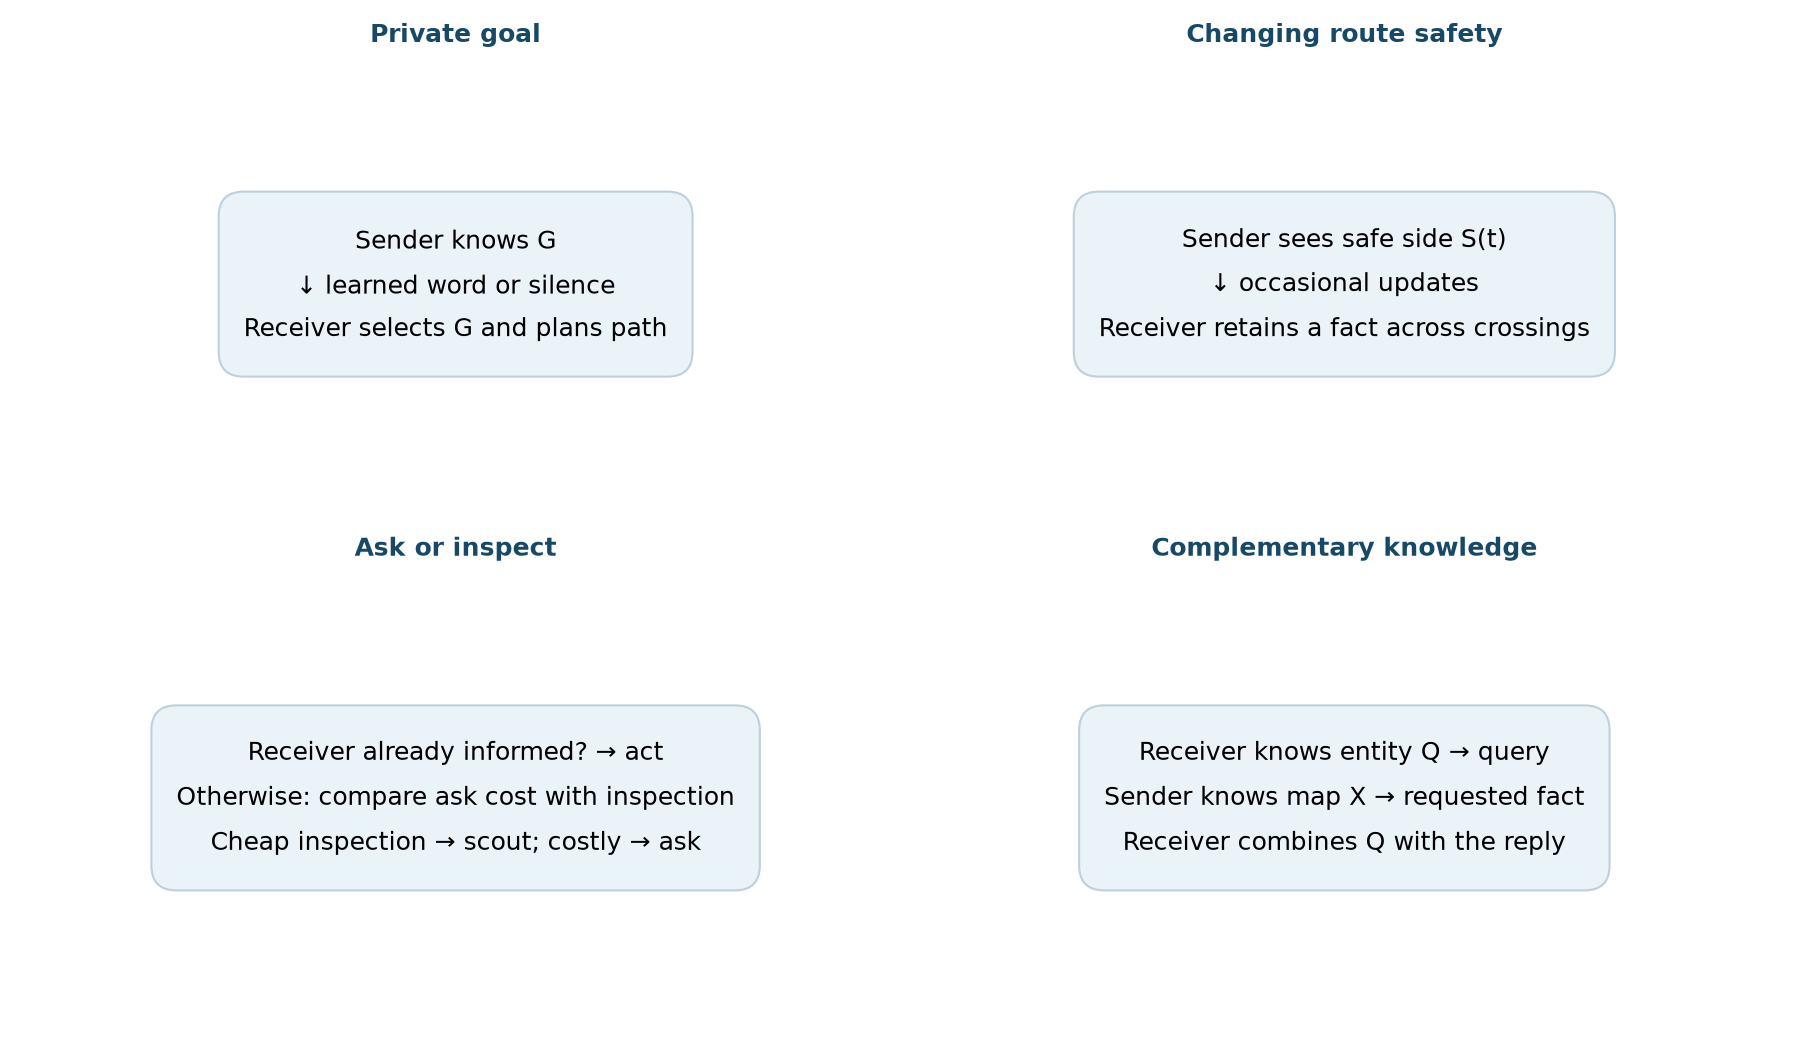 Private goal
Sender knows G
↓ learned word or silence
Receiver selects G and plans path
Changing route safety
Sender sees safe side S(t)
↓ occasional updates
Receiver retains a fact across crossings
Ask or inspect
Receiver already informed? → act
Otherwise: compare ask cost with inspection
Cheap inspection → scout; costly → ask
Complementary knowledge
Receiver knows entity Q → query
Sender knows map X → requested fact
Receiver combines Q with the reply